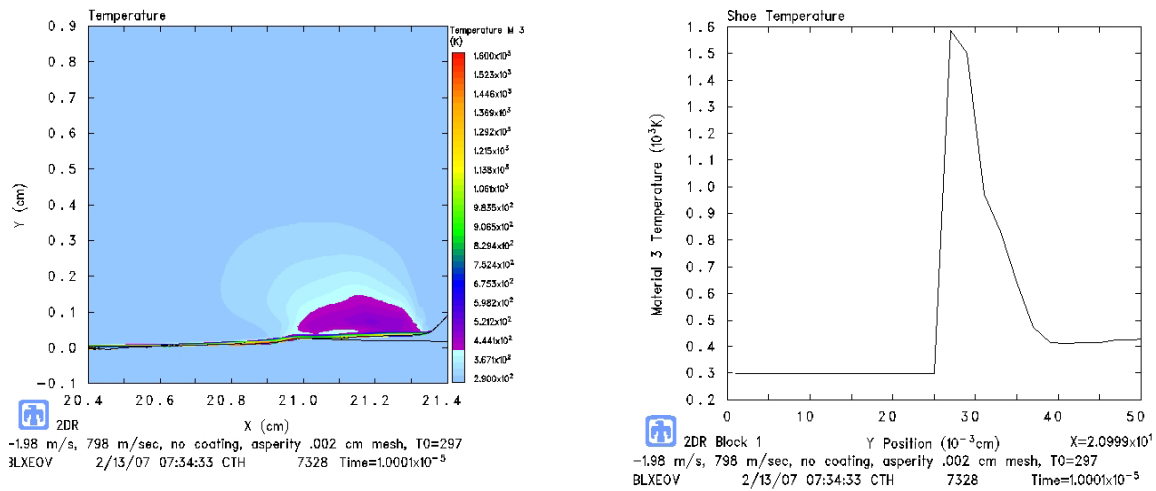 Temperature
Temperature M 3
(K)
1.600x10³
1.523x10³
1.446x10³
1.369x10³
1.292x10³
1.215x10³
1.138x10³
1.061x10³
9.835x10²
9.065x10²
8.294x10²
7.524x10²
6.753x10²
5.982x10²
5.212x10²
4.441x10²
3.671x10²
2.900x10²
Y (cm)
0.9
0.8
0.7
0.6
0.5
0.4
0.3
0.2
0.1
0.0
-0.1
20.4 20.6 20.8 21.0 21.2 21.4
X (cm)
2DR
-1.98 m/s, 798 m/sec, no coating, asperity .002 cm mesh, T0=297
BLXEOV 2/13/07 07:34:33 CTH 7328 Time=1.0001x10⁻⁵
Shoe Temperature
Material 3 Temperature (10³K)
1.6
1.5
1.4
1.3
1.2
1.1
1.0
0.9
0.8
0.7
0.6
0.5
0.4
0.3
0.2
0 10 20 30 40 50
2DR Block 1 Y Position (10⁻³cm) X=2.0999x10¹
-1.98 m/s, 798 m/sec, no coating, asperity .002 cm mesh, T0=297
BLXEOV 2/13/07 07:34:33 CTH 7328 Time=1.0001x10⁻⁵